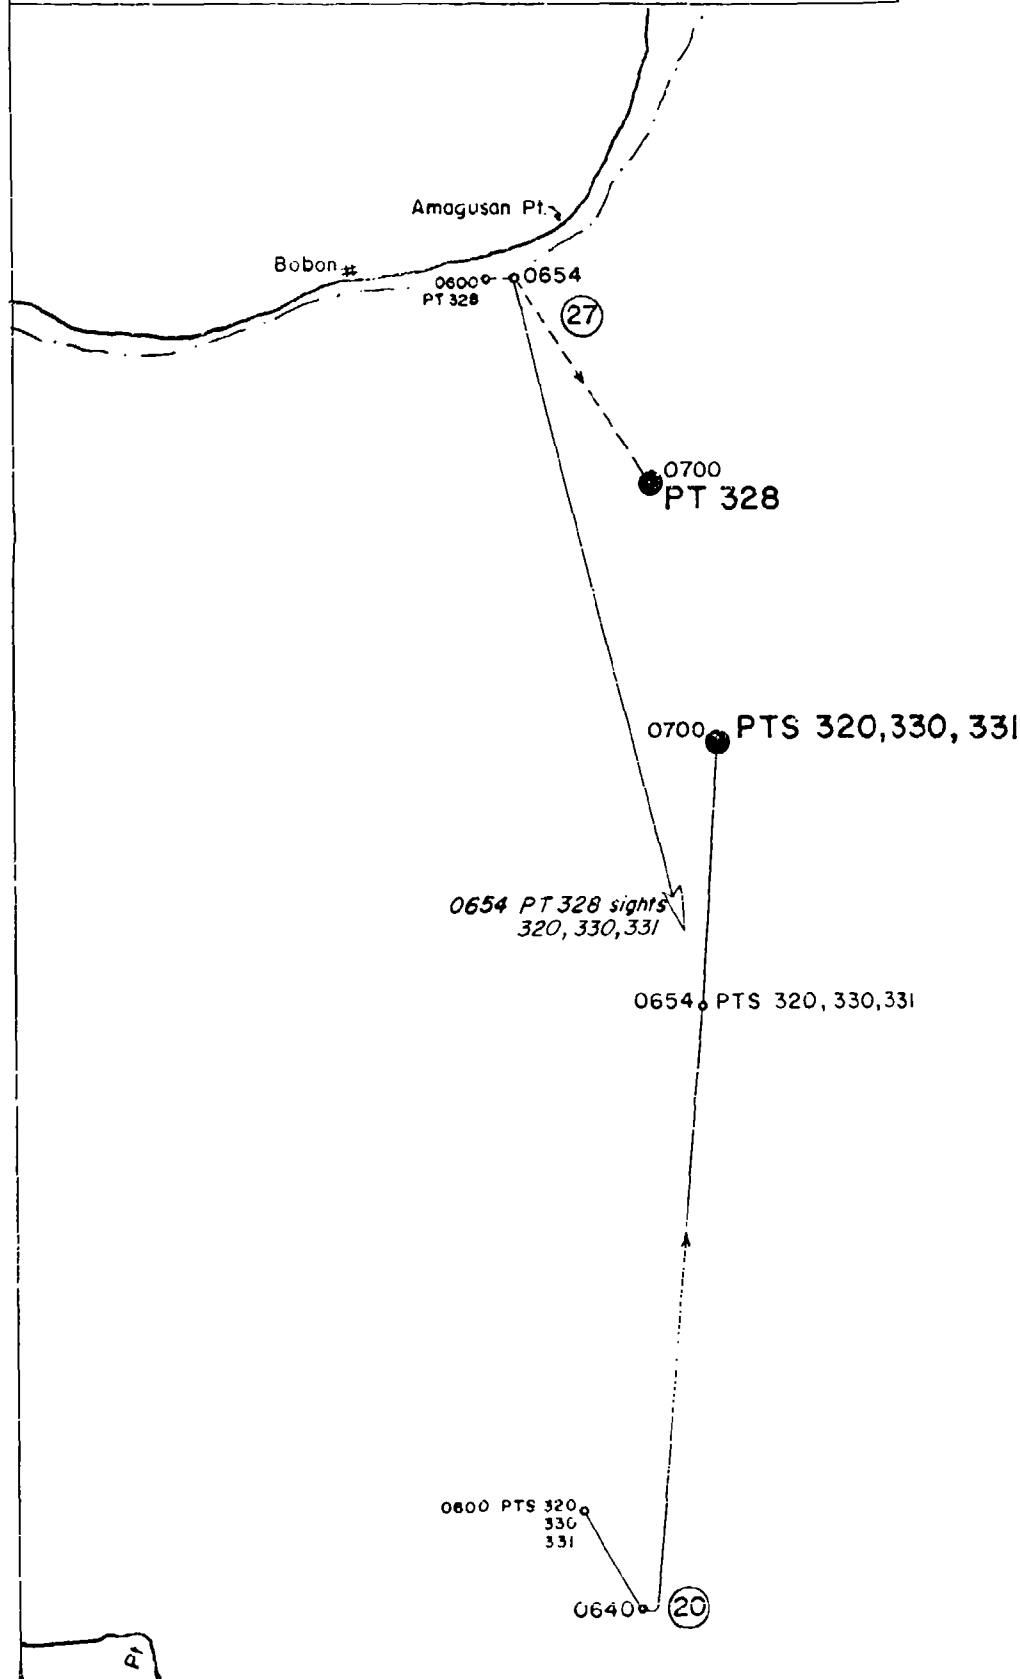 Amagusan Pt.
Bobon
0600
PT 328
0654
27
0700
PT 328
0700
PTS 320,330, 331
0654 PT 328 sights
320, 330, 331
0654
PTS 320, 330,331
0600 PTS 320
330
331
0640
20
Pt